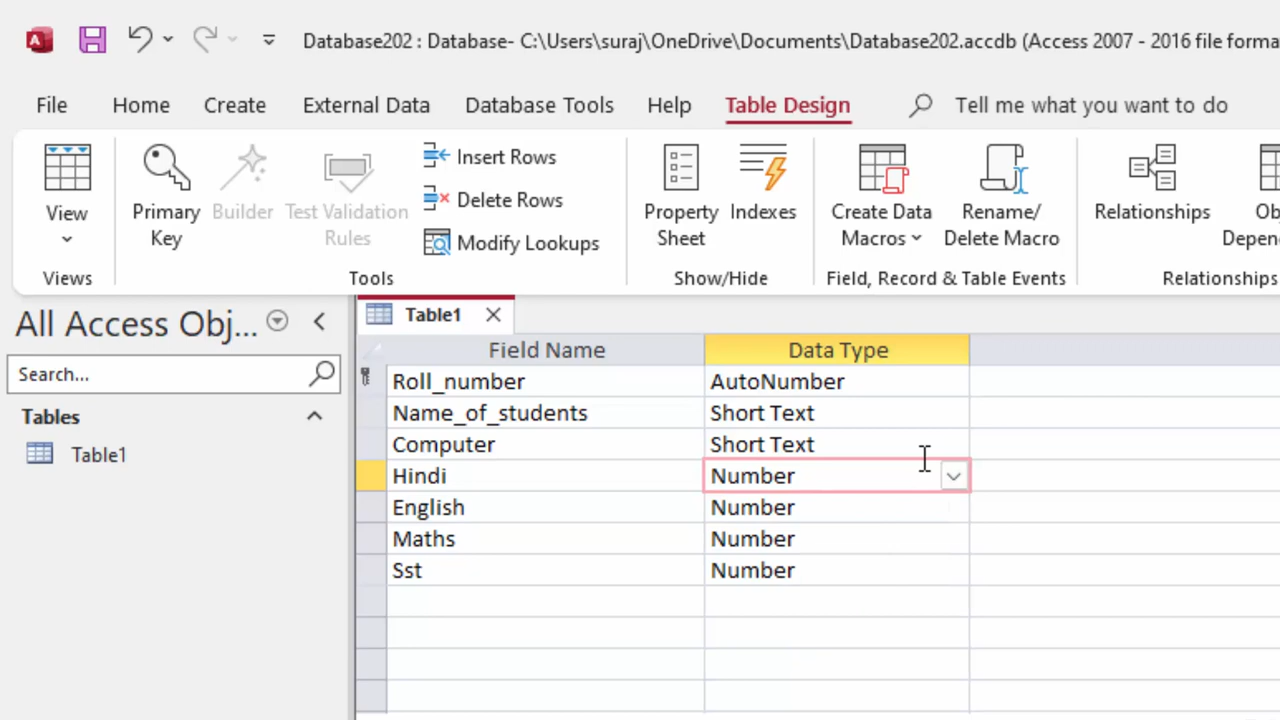 Database202 : Database- C:\Users\suraj\OneDrive\Documents\Database202.accdb (Access 2007 - 2016 file forma
File Home Create External Data Database Tools Help Table Design Tell me what you want to do
View
Primary
Key
Builder
Test Validation
Rules
Insert Rows
Delete Rows
Modify Lookups
Property
Sheet
Indexes
Create Data
Macros
Rename/
Delete Macro
Relationships
Ob
Depen
Views Tools Show/Hide Field, Record & Table Events Relationships
All Access Obj...
Search...
Tables
Table1
Table1
Field Name Data Type
Roll_number AutoNumber
Name_of_students Short Text
Computer Short Text
Hindi Number
English Number
Maths Number
Sst Number